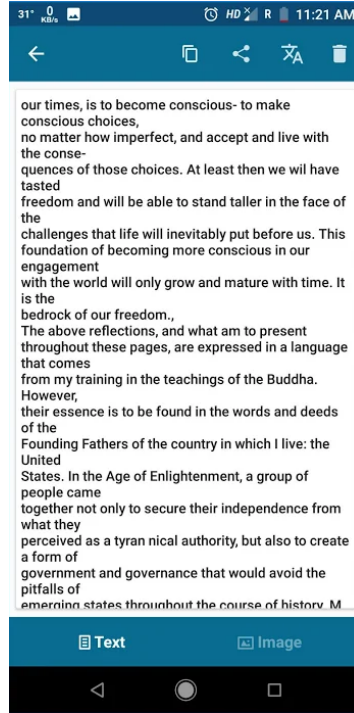 31° 0 KB/s HD R 11:21 AM
our times, is to become conscious- to make
conscious choices,
no matter how imperfect, and accept and live with
the conse-
quences of those choices. At least then we wil have
tasted
freedom and will be able to stand taller in the face of
the
challenges that life will inevitably put before us. This
foundation of becoming more conscious in our
engagement
with the world will only grow and mature with time. It
is the
bedrock of our freedom.,
The above reflections, and what am to present
throughout these pages, are expressed in a language
that comes
from my training in the teachings of the Buddha.
However,
their essence is to be found in the words and deeds
of the
Founding Fathers of the country in which I live: the
United
States. In the Age of Enlightenment, a group of
people came
together not only to secure their independence from
what they
perceived as a tyran nical authority, but also to create
a form of
government and governance that would avoid the
pitfalls of
emerging states throughout the course of history. M
Text Image